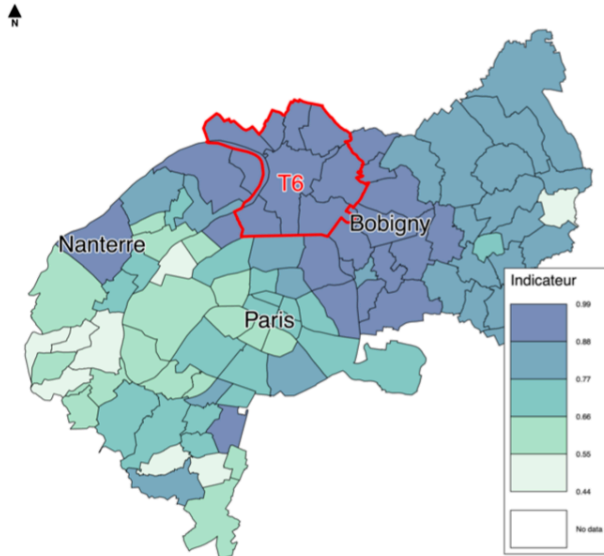 N
T6
Bobigny
Nanterre
Paris
Indicateur
0.99
0.88
0.77
0.66
0.55
0.44
No data